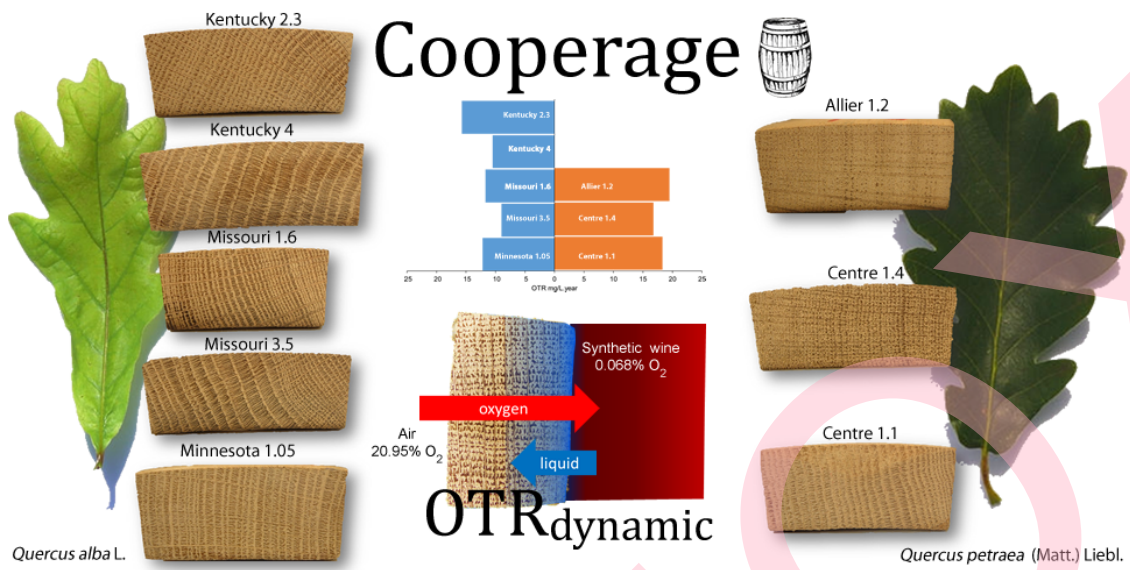 Cooperage
Kentucky 2.3
Kentucky 4
Missouri 1.6
Missouri 3.5
Minnesota 1.05
Quercus alba L.
Kentucky 2.3
Kentucky 4
Missouri 1.6
Allier 1.2
Missouri 3.5
Centre 1.4
Minnesota 1.05
Centre 1.1
25 20 15 10 5 0 5 10 15 20 25
OTR mg/L.year
Synthetic wine
0.068% O₂
oxygen
Air
20.95% O₂
liquid
OTRdynamic
Allier 1.2
Centre 1.4
Centre 1.1
Quercus petraea (Matt.) Liebl.